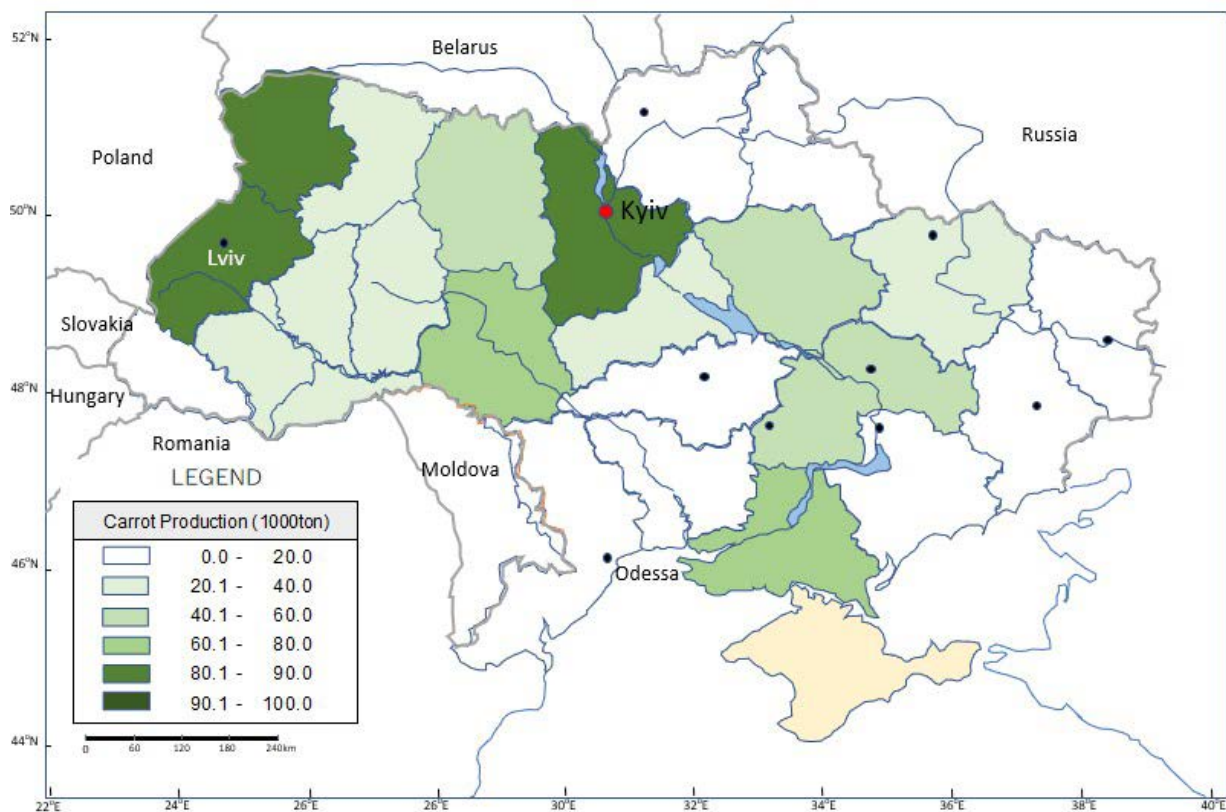 52°N
Belarus
Russia
Poland
50°N
Kyiv
Lviv
Slovakia
48°N
Hungary
Romania
Moldova
LEGEND
Carrot Production (1000ton)
0.0 - 20.0
20.1 - 40.0
40.1 - 60.0
60.1 - 80.0
80.1 - 90.0
90.1 - 100.0
46°N
Odessa
0 60 120 180 240km
44°N
22°E 24°E 26°E 26°E 30°E 32°E 34°E 36°E 38°E 40°E